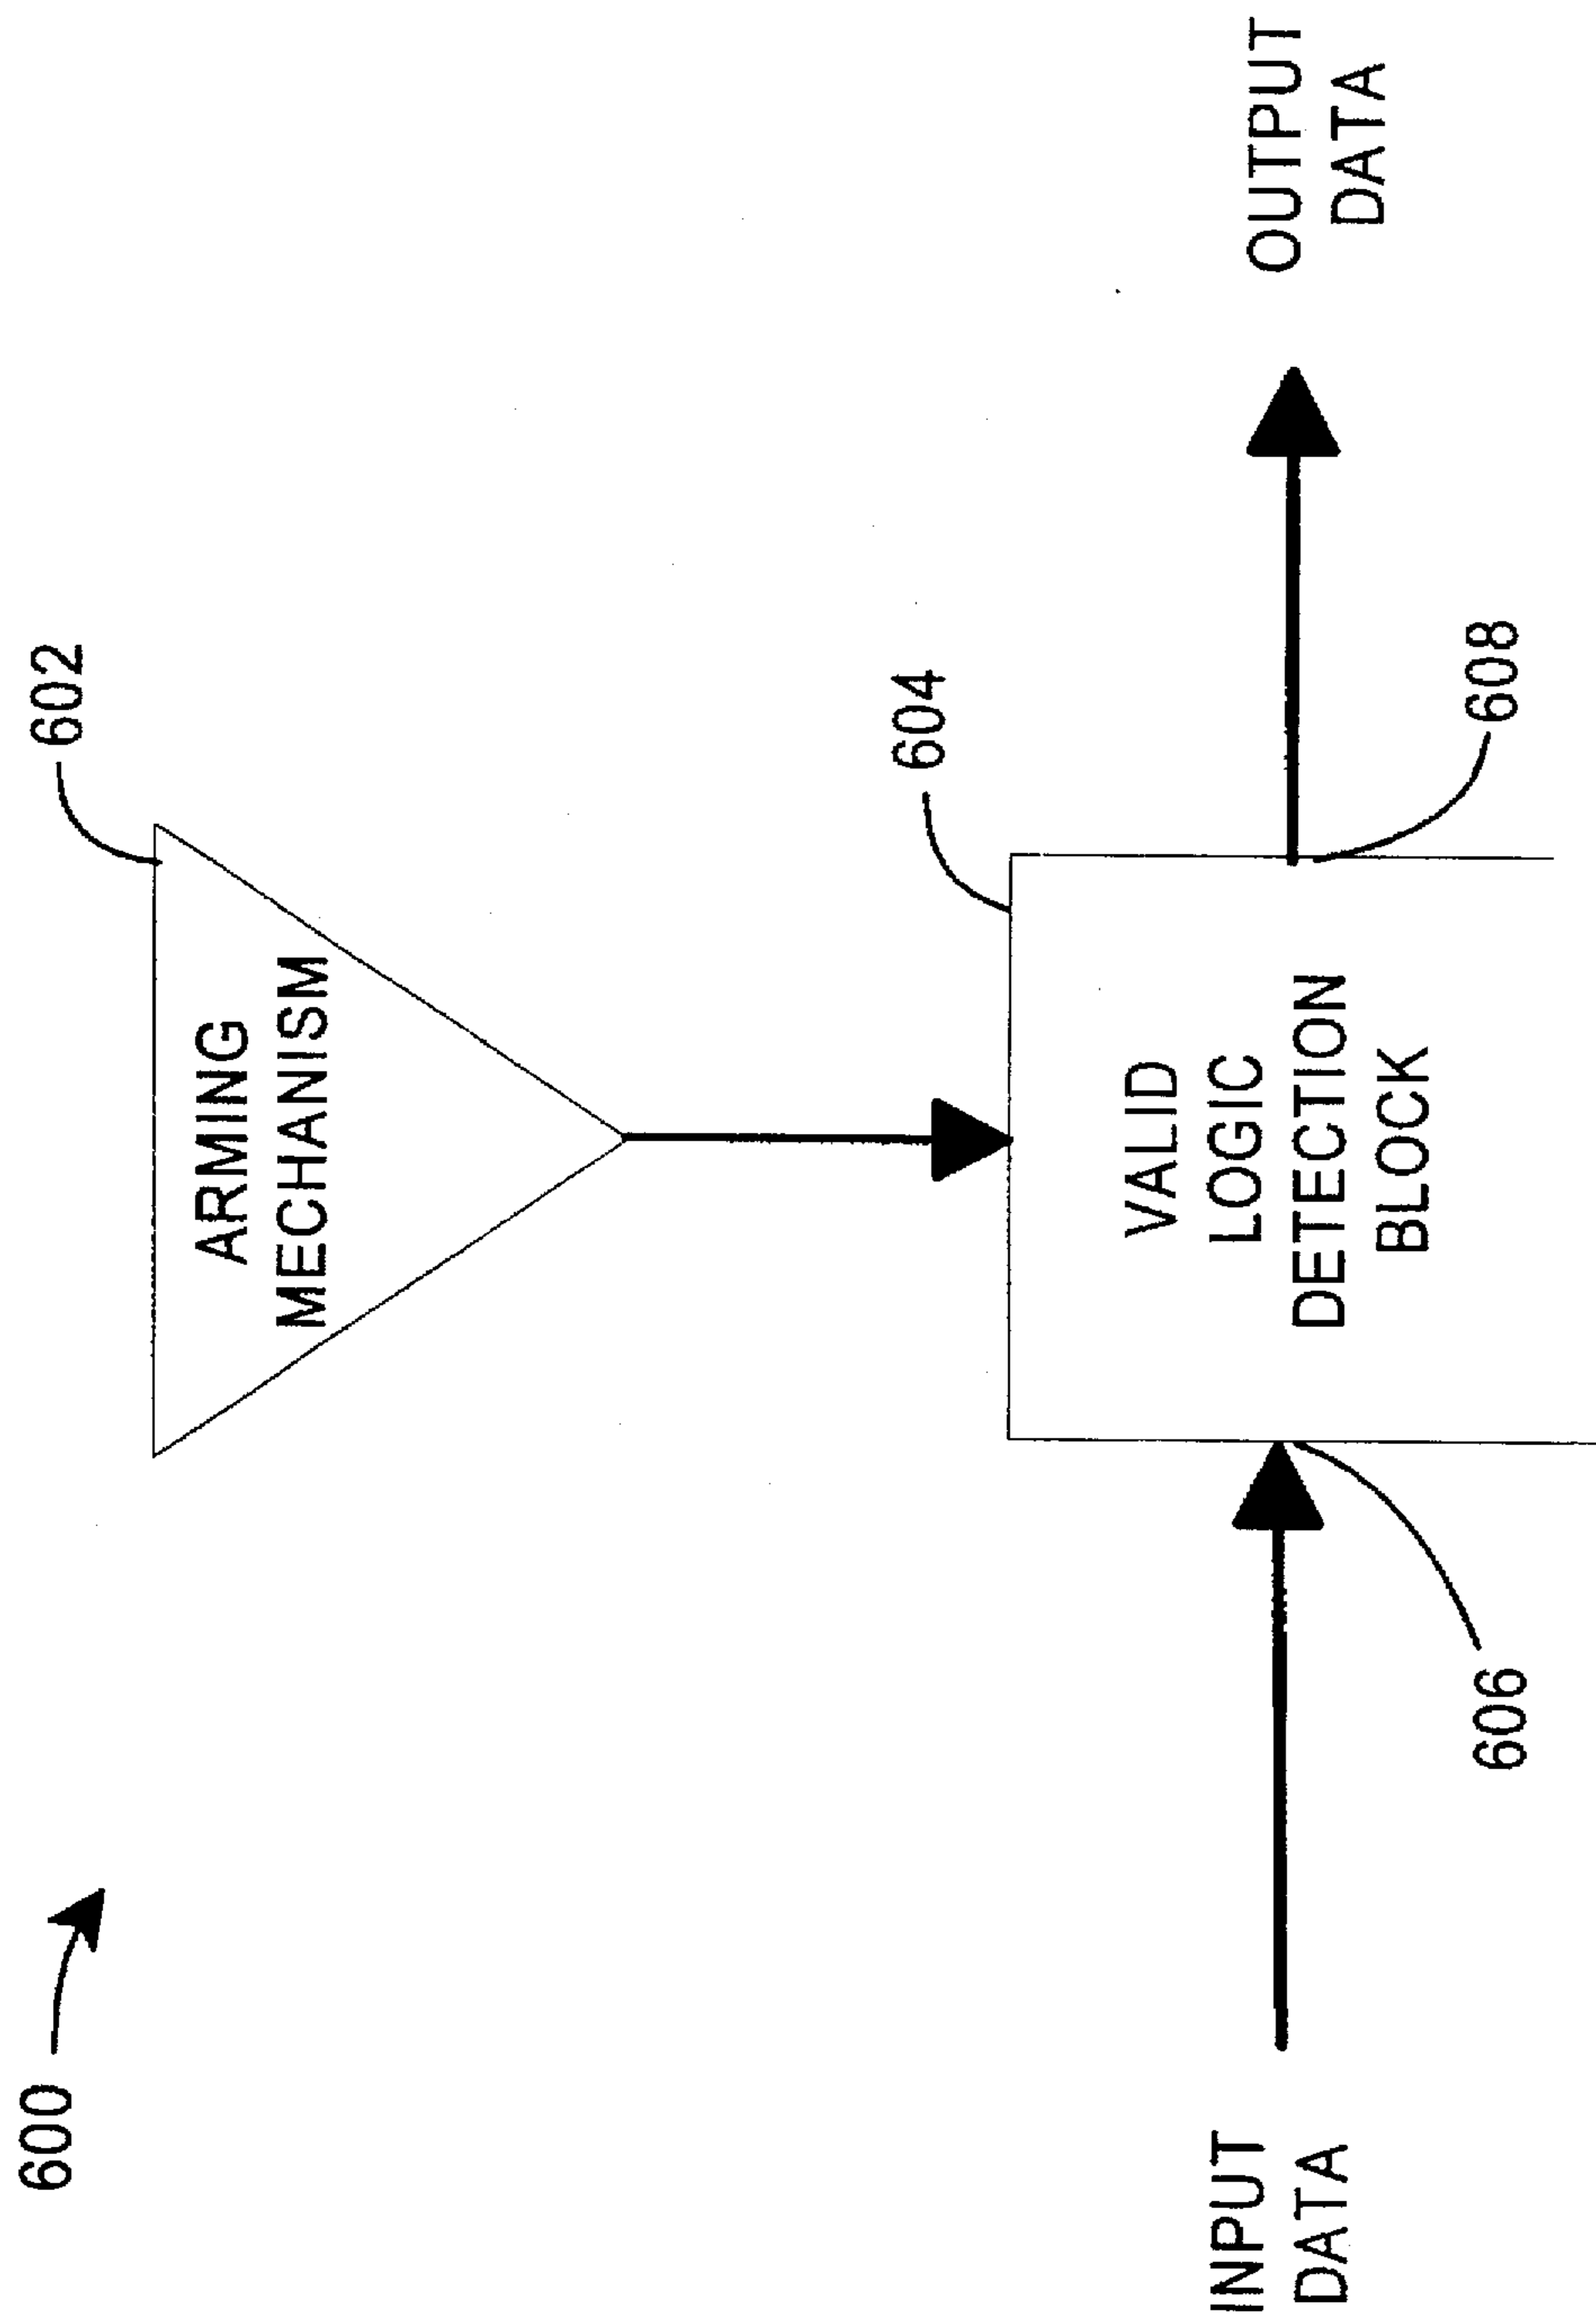 600
602
ARMING
MECHANISM
604
VALID
LOGIC
DETECTION
BLOCK
INPUT
DATA
OUTPUT
DATA
606
608